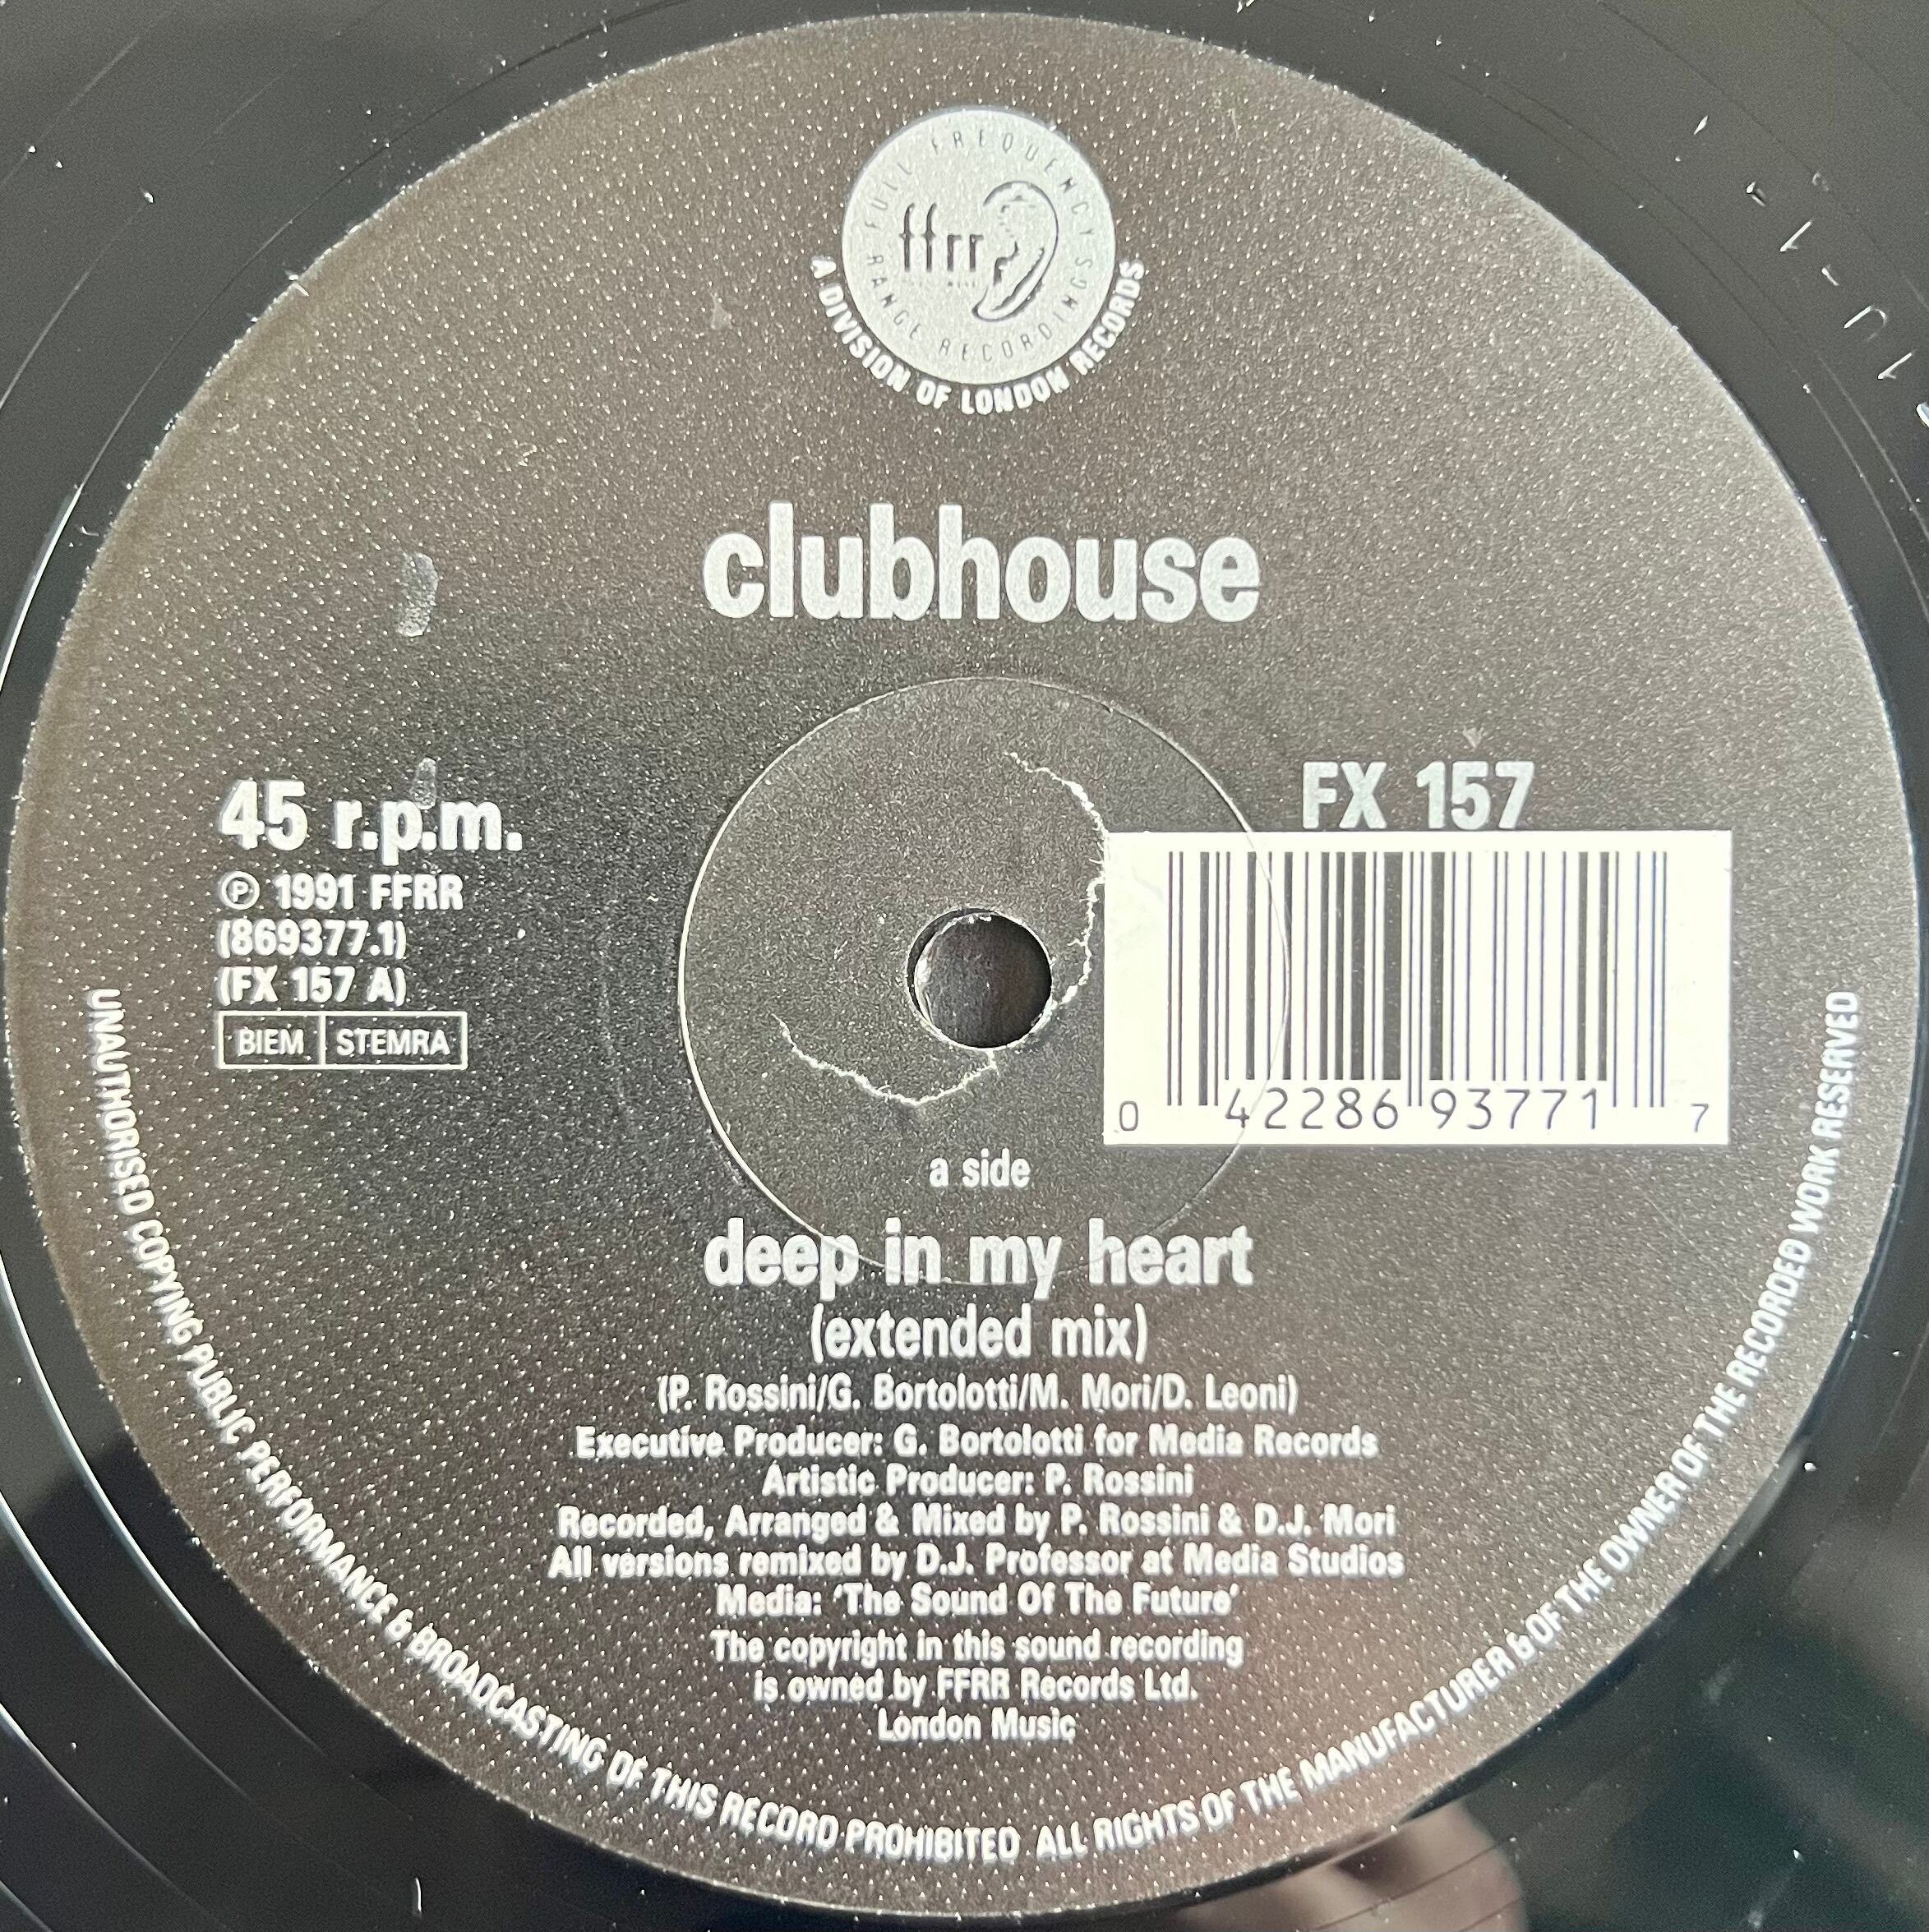 FULL FREQUENCY
ffrr
RANGE RECORDINGS
A DIVISION OF LONDON RECORDS
clubhouse
45 r.p.m.
℗ 1991 FFRR
(869377.1)
(FX 157 A)
BIEM STEMRA
FX 157
0 42286 93771 7
a side
deep in my heart
(extended mix)
(P. Rossini/G. Bortolotti/M. Mori/D. Leoni)
Executive Producer: G. Bortolotti for Media Records
Artistic Producer: P. Rossini
Recorded, Arranged & Mixed by P. Rossini & D.J. Mori
All versions remixed by D.J. Professor at Media Studios
Media: 'The Sound Of The Future'
The copyright in this sound recording
is owned by FFRR Records Ltd.
London Music
UNAUTHORISED COPYING PUBLIC PERFORMANCE & BROADCASTING OF THIS RECORD PROHIBITED ALL RIGHTS OF THE MANUFACTURER & OF THE OWNER OF THE RECORDED WORK RESERVED